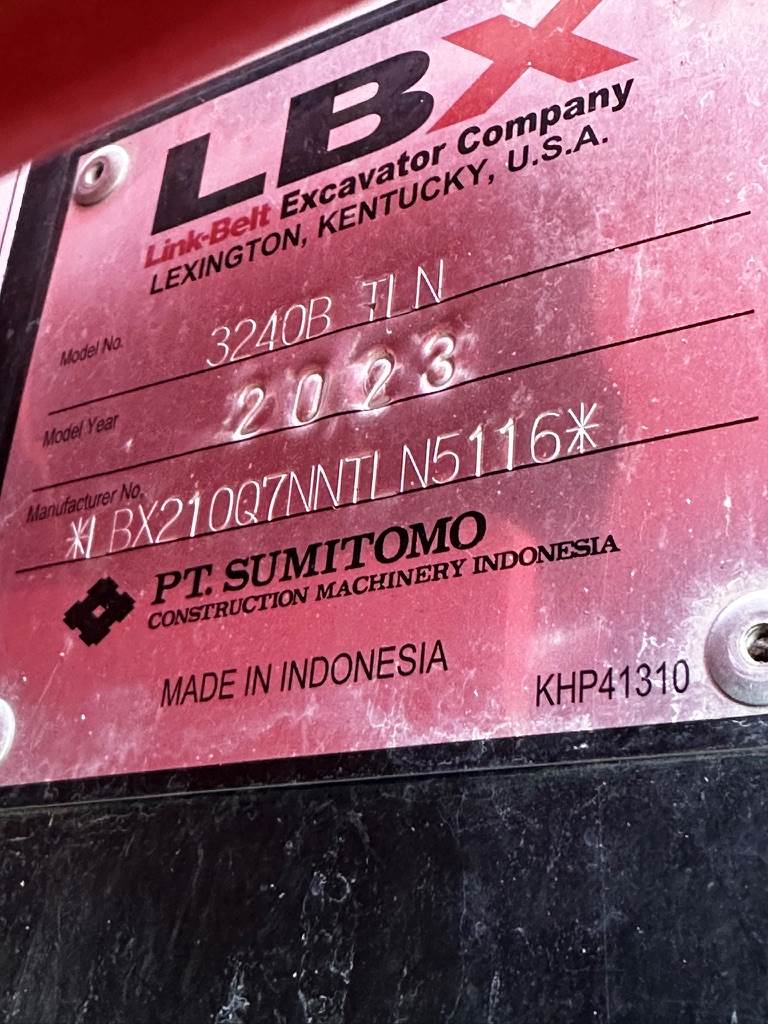 LBX
Link-Belt Excavator Company
LEXINGTON, KENTUCKY, U.S.A.
Model No. 3240B TLN
Model Year 2023
Manufacturer No. *LBX210Q7NNTLN5116*
PT. SUMITOMO
CONSTRUCTION MACHINERY INDONESIA
MADE IN INDONESIA
KHP41310